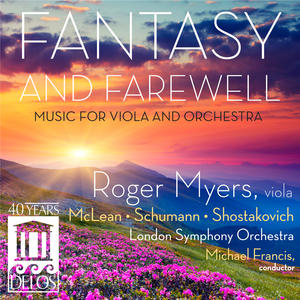 FANTASY
AND FAREWELL
MUSIC FOR VIOLA AND ORCHESTRA
Roger Myers, viola
McLean • Schumann • Shostakovich
London Symphony Orchestra
Michael Francis,
conductor
40 YEARS
DELOS